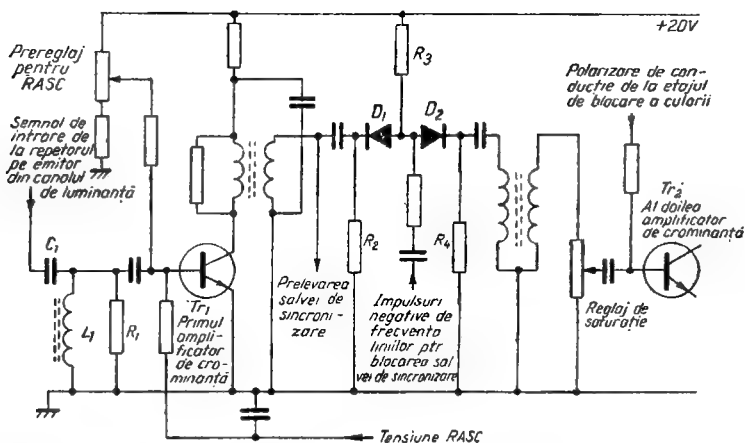 +20V
Prereglaj
pentru
RASC
Semnal de
intrare de
la repetorul
pe emitor
din canalul
de luminanță
C₁
L₁
R₁
Tr₁
Primul
ampli-
ficator
de cro-
minanță
R₃
D₁
D₂
R₂
R₄
Prelevarea
salvei de
sincroni-
zare
Impulsuri
negative de
frecvența
liniilor ptr
blocarea sal
vei de sincronizare
Polarizare de con-
ducție de la etajul
de blocare a culorii
Tr₂
Al doilea
amplificator
de crominanță
Reglaj de
saturație
Tensiune RASC